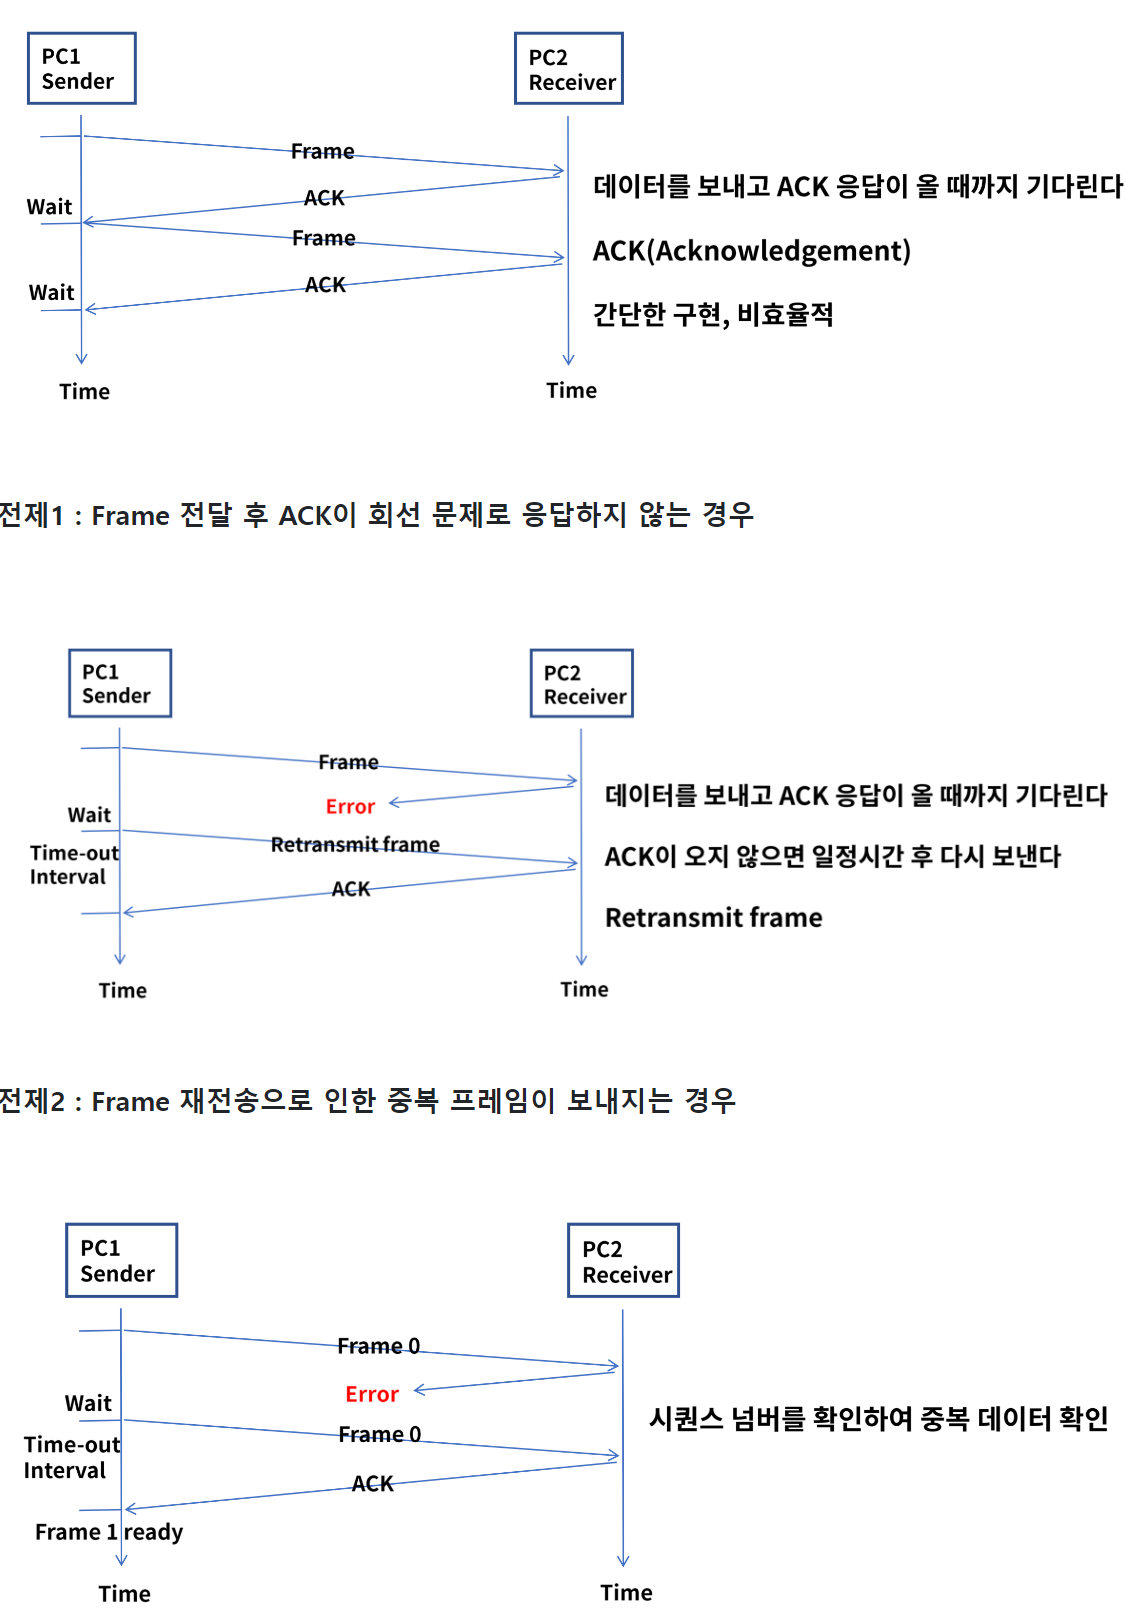 PC1
Sender
PC2
Receiver
Frame
ACK
데이터를 보내고 ACK 응답이 올 때까지 기다린다
Wait
Frame
ACK(Acknowledgement)
ACK
Wait
간단한 구현, 비효율적
Time
Time
전제1 : Frame 전달 후 ACK이 회선 문제로 응답하지 않는 경우
PC1
Sender
PC2
Receiver
Frame
Error
데이터를 보내고 ACK 응답이 올 때까지 기다린다
Wait
Retransmit frame
Time-out
Interval
ACK이 오지 않으면 일정시간 후 다시 보낸다
ACK
Retransmit frame
Time
Time
전제2 : Frame 재전송으로 인한 중복 프레임이 보내지는 경우
PC1
Sender
PC2
Receiver
Frame 0
Error
Wait
시퀀스 넘버를 확인하여 중복 데이터 확인
Frame 0
Time-out
Interval
ACK
Frame 1 ready
Time
Time